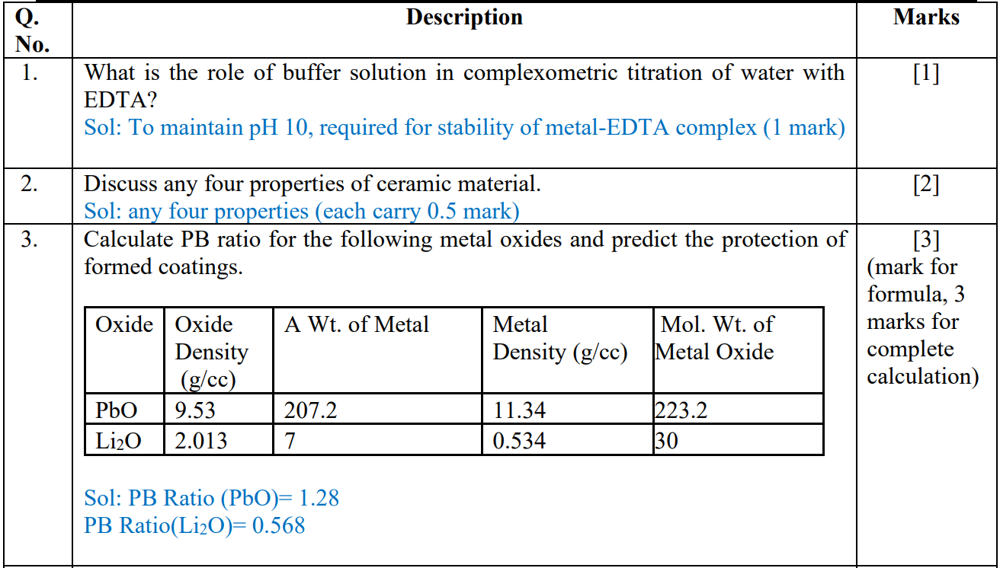 Q. No.
Description
Marks
1.
What is the role of buffer solution in complexometric titration of water with
EDTA?
Sol: To maintain pH 10, required for stability of metal-EDTA complex (1 mark)
[1]
2.
Discuss any four properties of ceramic material.
Sol: any four properties (each carry 0.5 mark)
[2]
3.
Calculate PB ratio for the following metal oxides and predict the protection of
formed coatings.
Oxide
Oxide
Density
(g/cc)
A Wt. of Metal
Metal
Density (g/cc)
Mol. Wt. of
Metal Oxide
PbO 9.53 207.2 11.34 223.2
Li₂O 2.013 7 0.534 30
Sol: PB Ratio (PbO)= 1.28
PB Ratio(Li₂O)= 0.568
[3]
(mark for
formula, 3
marks for
complete
calculation)